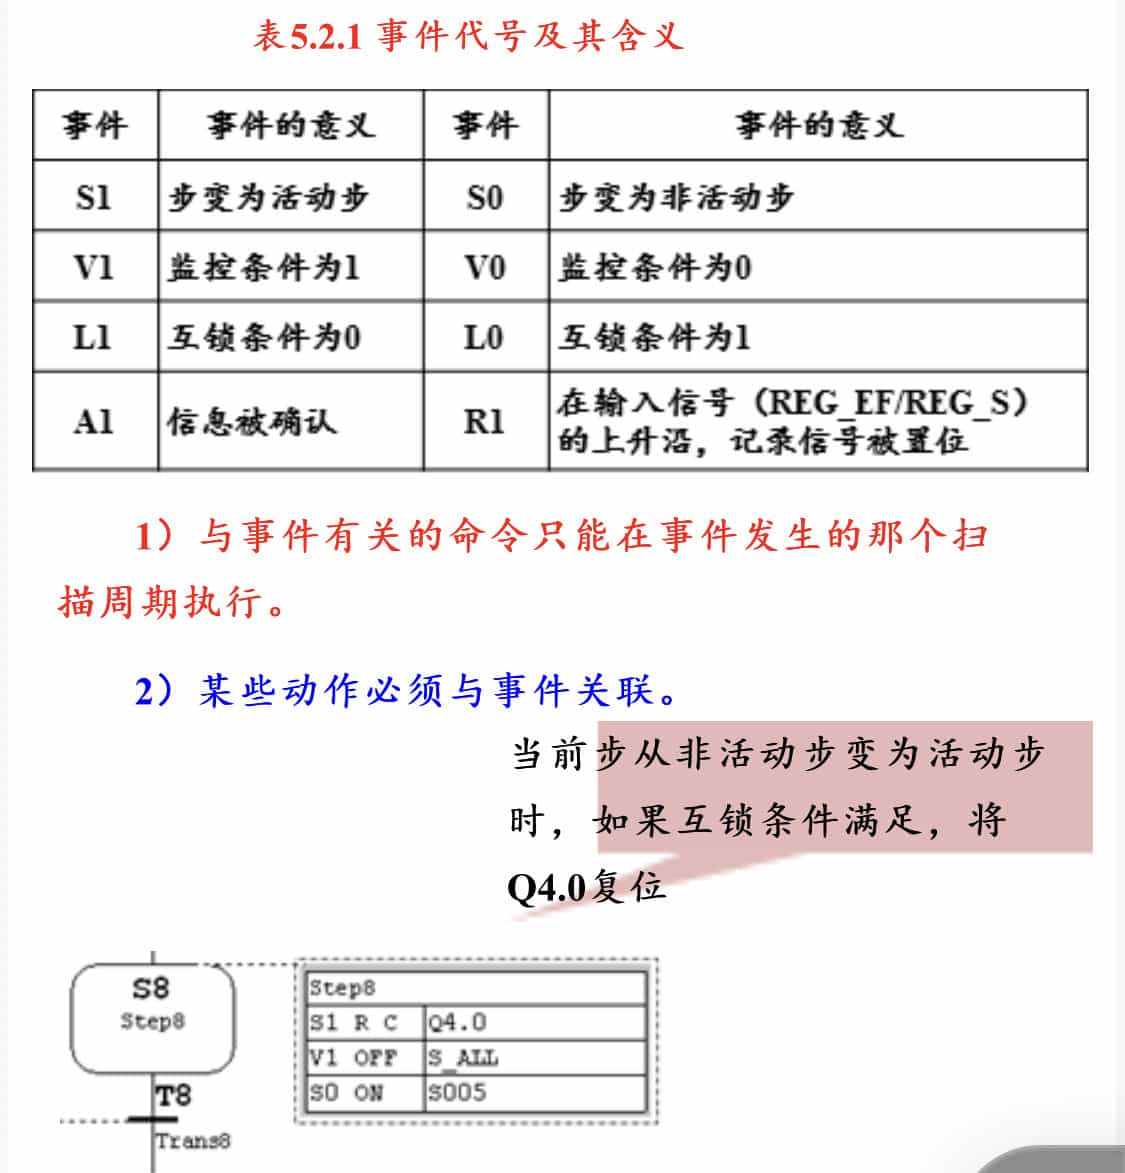 表5.2.1 事件代号及其含义
事件 事件的意义 事件 事件的意义
S1 步变为活动步 S0 步变为非活动步
V1 监控条件为1 V0 监控条件为0
L1 互锁条件为0 L0 互锁条件为1
A1 信息被确认 R1 在输入信号（REG_EF/REG_S）
的上升沿，记录信号被置位
1）与事件有关的命令只能在事件发生的那个扫
描周期执行。
2）某些动作必须与事件关联。
当前步从非活动步变为活动步
时，如果互锁条件满足，将
Q4.0复位
S8
Step8
T8
Trans8
Step8
S1 R C Q4.0
V1 OFF S_ALL
S0 ON S005